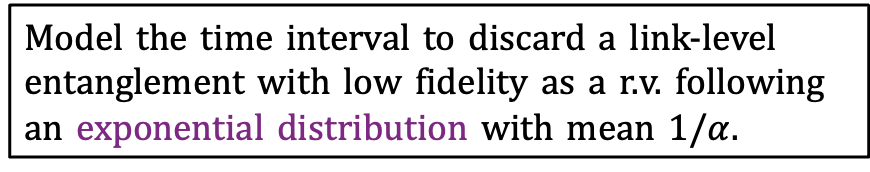 Model the time interval to discard a link-level
entanglement with low fidelity as a r.v. following
an exponential distribution with mean 1/α.